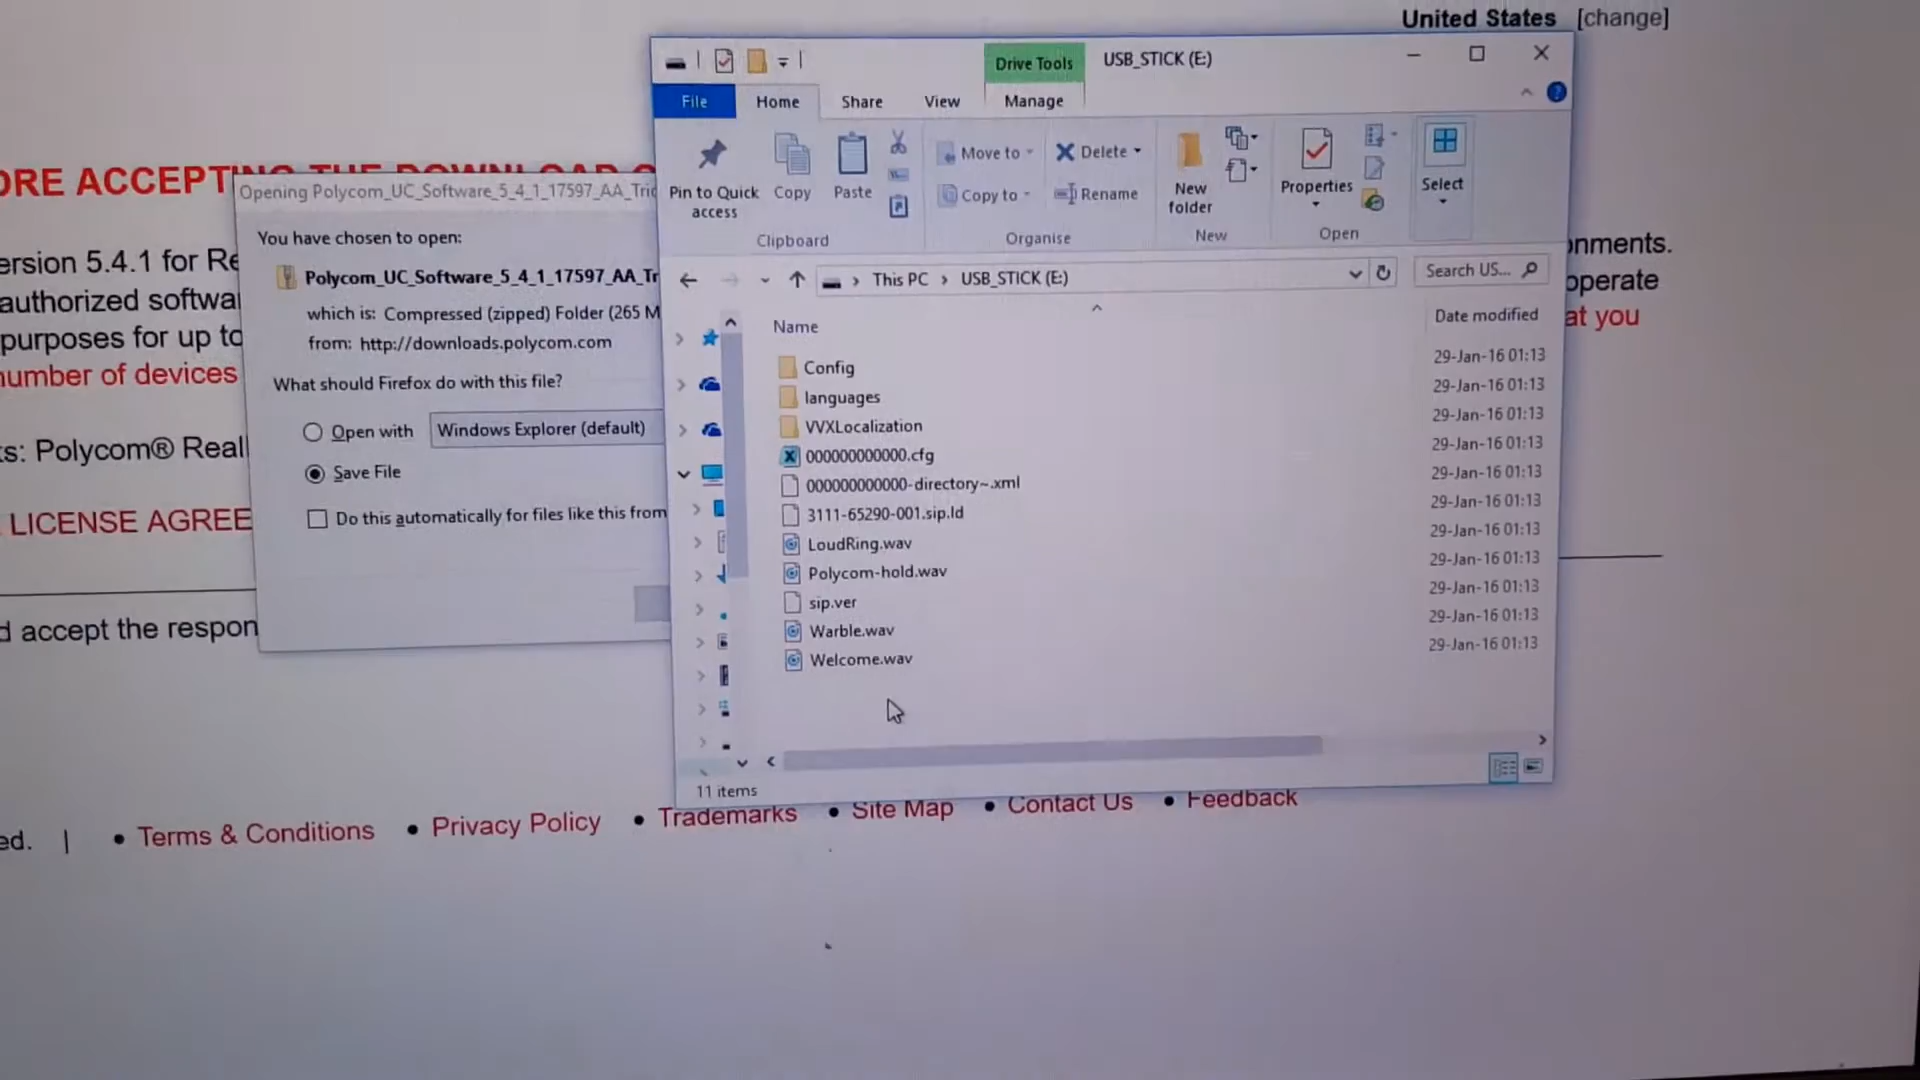 United States [change]
Drive Tools USB_STICK (E:)
File Home Share View Manage
Pin to Quick access
Copy
Paste
Clipboard
Move to
Copy to
Delete
Rename
Organise
New folder
New
Properties
Open
Select
This PC › USB_STICK (E:)
Search US...
Name Date modified
Config 29-Jan-16 01:13
languages 29-Jan-16 01:13
VVXLocalization 29-Jan-16 01:13
000000000000.cfg 29-Jan-16 01:13
000000000000-directory~.xml 29-Jan-16 01:13
3111-65290-001.sip.ld 29-Jan-16 01:13
LoudRing.wav 29-Jan-16 01:13
Polycom-hold.wav 29-Jan-16 01:13
sip.ver 29-Jan-16 01:13
Warble.wav 29-Jan-16 01:13
Welcome.wav 29-Jan-16 01:13
11 items
ORE ACCEPTING THE DOWNLOAD
Opening Polycom_UC_Software_5_4_1_17597_AA_Tri
You have chosen to open:
Polycom_UC_Software_5_4_1_17597_AA_Tr
which is: Compressed (zipped) Folder (265 M
from: http://downloads.polycom.com
What should Firefox do with this file?
Open with Windows Explorer (default)
Save File
Do this automatically for files like this from
ersion 5.4.1 for Re
authorized softwa
purposes for up to
number of devices
onments.
operate
at you
ts: Polycom® Real
LICENSE AGREE
d accept the respon
ed. | • Terms & Conditions • Privacy Policy • Trademarks • Site Map • Contact Us • Feedback